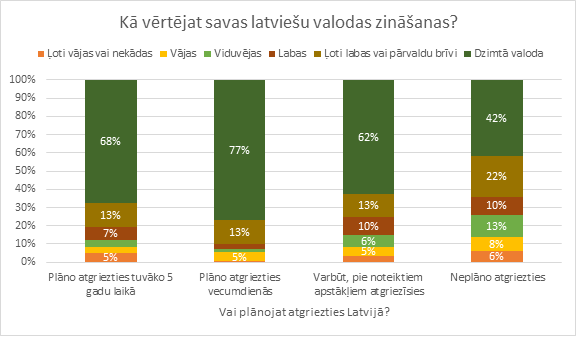 Kā vērtējat savas latviešu valodas zināšanas?
Ļoti vājas vai nekādas Vājas Viduvējas Labas Ļoti labas vai pārvaldu brīvi Dzimtā valoda
100%
90%
80%
70%
60%
50%
40%
30%
20%
10%
0%
68%
13%
7%
5%
77%
13%
5%
62%
13%
10%
6%
5%
42%
22%
10%
13%
8%
6%
Plāno atgriezties tuvāko 5
gadu laikā
Plāno atgriezties
vecumdienās
Varbūt, pie noteiktiem
apstākļiem atgriezīsies
Neplāno atgriezties
Vai plānojat atgriezties Latvijā?